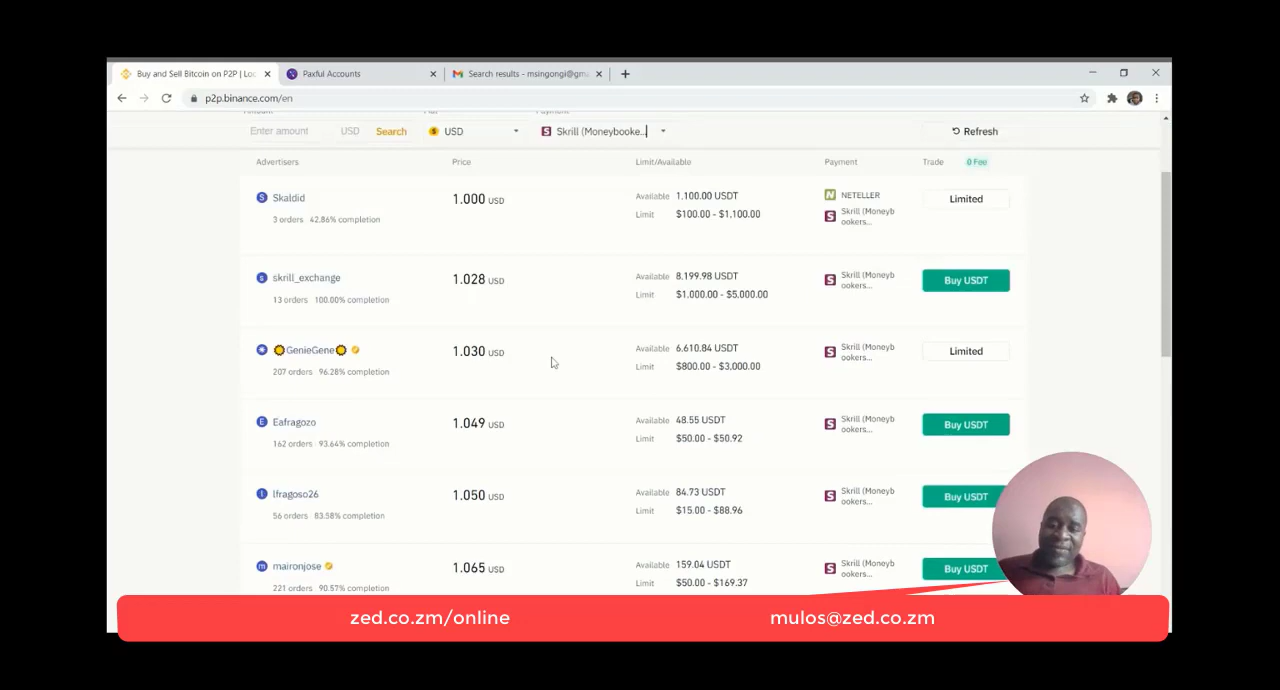 Buy and Sell Bitcoin on P2P | Loc
Paxful Accounts
Search results - msingongi@gma
p2p.binance.com/en
Enter amount USD Search USD Skrill (Moneybooke... Refresh
Advertisers Price Limit/Available Payment Trade 0 Fee
S Skaldid 1.000 USD Available 1,100.00 USDT NETELLER Limited
3 orders 42.86% completion Limit $100.00 - $1,100.00 Skrill (Moneyb
ookers...
s skrill_exchange 1.028 USD Available 8,199.98 USDT Skrill (Moneyb Buy USDT
ookers...
13 orders 100.00% completion Limit $1,000.00 - $5,000.00
GenieGene 1.030 USD Available 6,610.84 USDT Skrill (Moneyb Limited
ookers...
207 orders 96.28% completion Limit $800.00 - $3,000.00
E Eafragozo 1.049 USD Available 48.55 USDT Skrill (Moneyb Buy USDT
ookers...
162 orders 93.64% completion Limit $50.00 - $50.92
l lfragoso26 1.050 USD Available 84.73 USDT Skrill (Moneyb Buy USDT
ookers...
56 orders 83.58% completion Limit $15.00 - $88.96
m maironjose 1.065 USD Available 159.04 USDT Skrill (Moneyb Buy USDT
ookers...
221 orders 90.57% completion Limit $50.00 - $169.37
zed.co.zm/online mulos@zed.co.zm